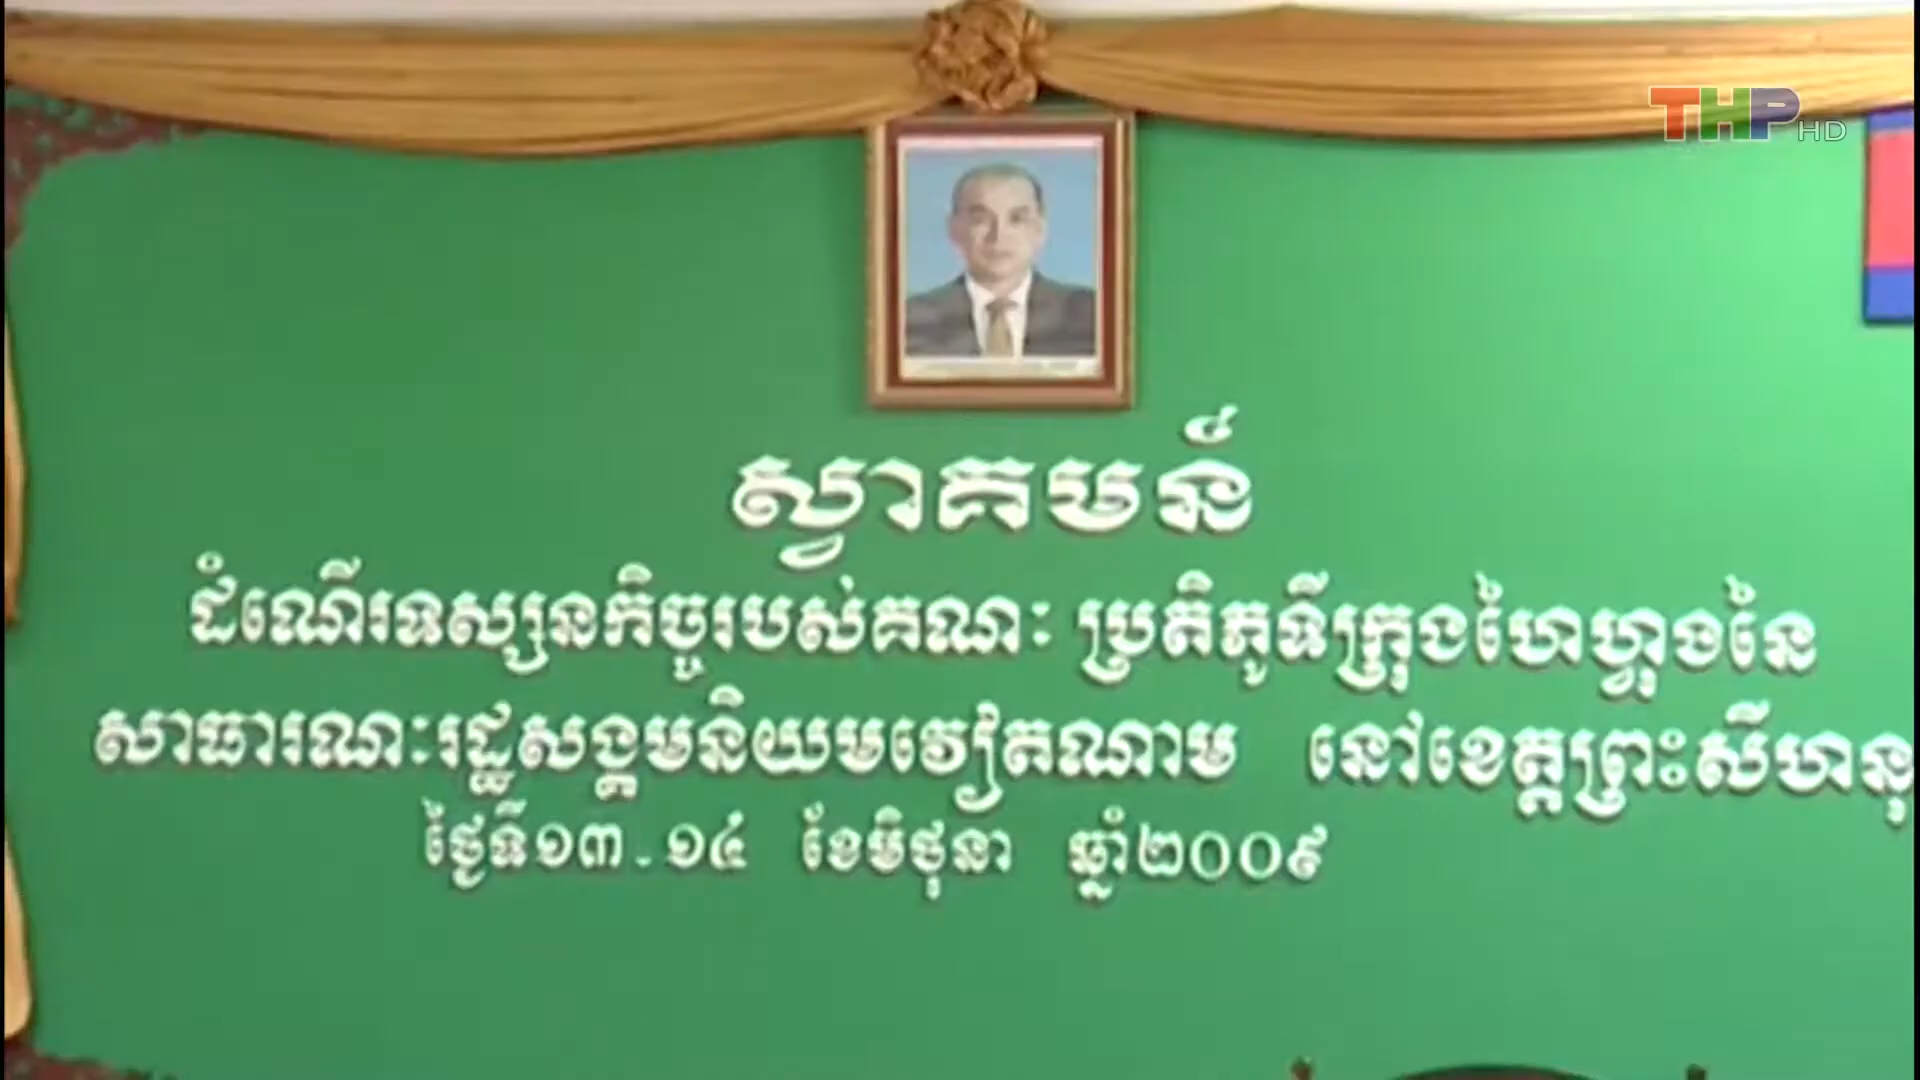 THP HD
ស្វាគមន៍
ដំណើរទស្សនកិច្ចរបស់គណៈ ប្រតិភូទីក្រុងហៃហ្វុងនៃ
សាធារណៈរដ្ឋសង្គមនិយមវៀតណាម នៅខេត្តព្រះសីហនុ
ថ្ងៃទី១៣.១៤ ខែមិថុនា ឆ្នាំ២០០៩